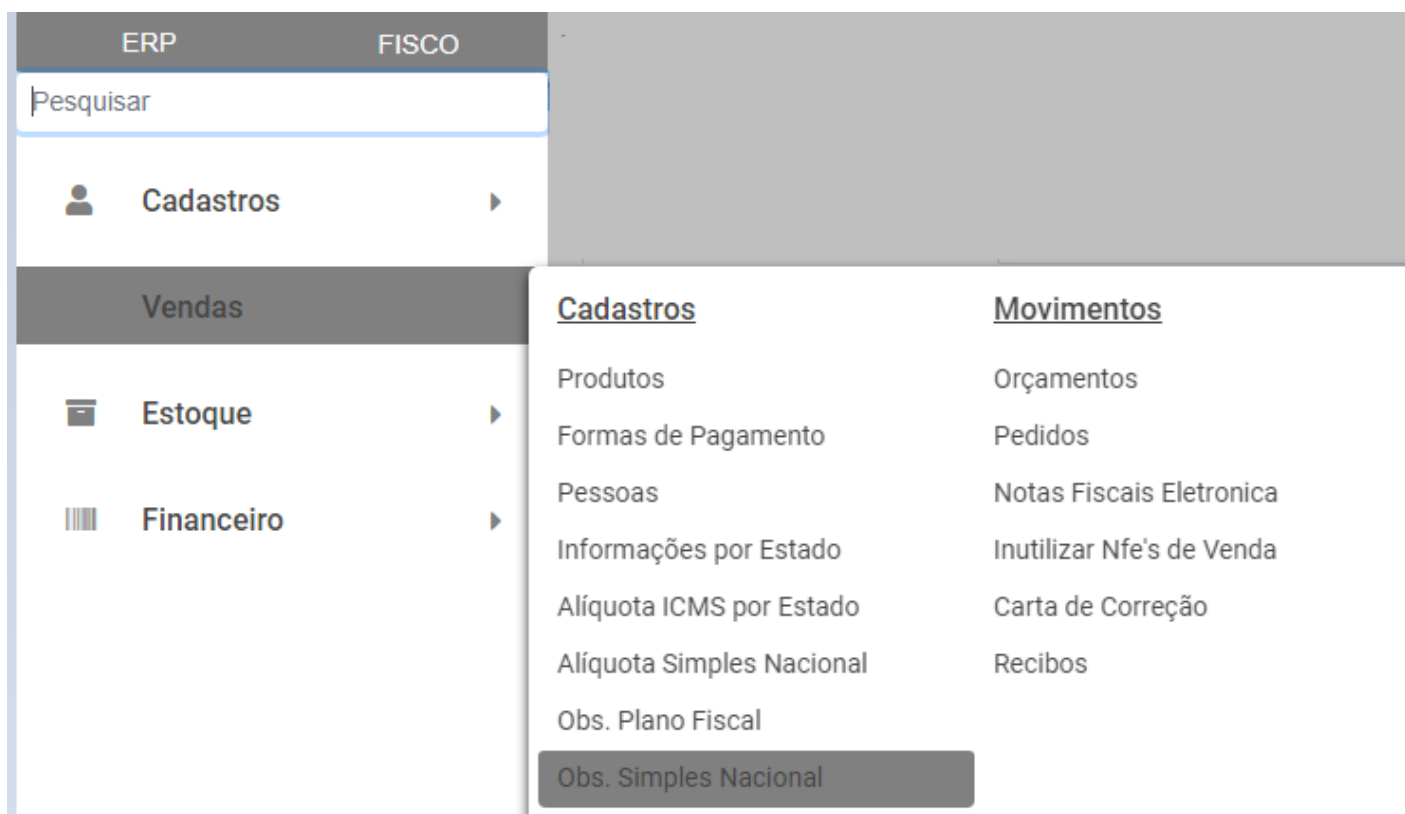 ERP FISCO
Pesquisar
Cadastros
Vendas
Estoque
Financeiro
Cadastros
Produtos
Formas de Pagamento
Pessoas
Informações por Estado
Alíquota ICMS por Estado
Alíquota Simples Nacional
Obs. Plano Fiscal
Obs. Simples Nacional
Movimentos
Orçamentos
Pedidos
Notas Fiscais Eletronica
Inutilizar Nfe's de Venda
Carta de Correção
Recibos